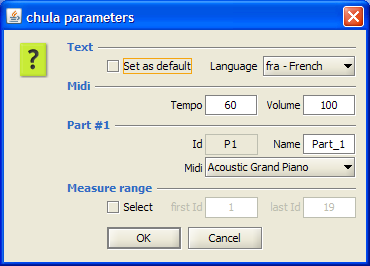 chula parameters
Text
Set as default Language fra - French
Midi
Tempo 60 Volume 100
Part #1
Id P1 Name Part_1
Midi Acoustic Grand Piano
Measure range
Select first Id 1 last Id 19
OK Cancel